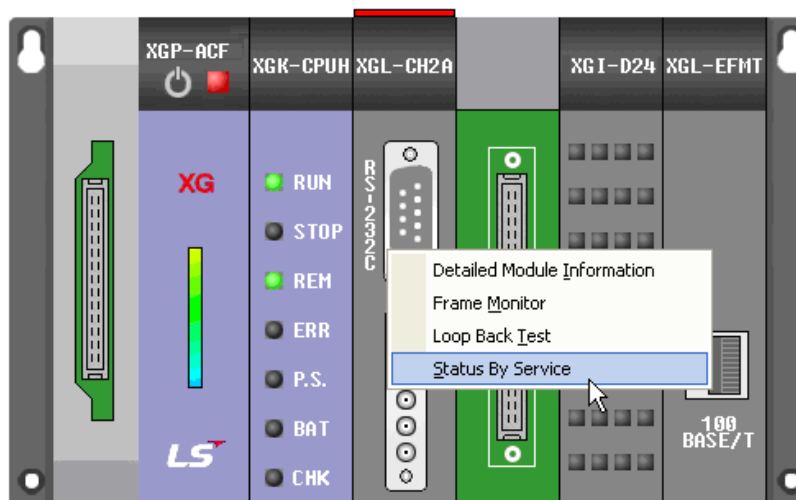 XGP-ACF
XGK-CPUH
XGL-CH2A
XGI-D24
XGL-EFMT
XG
RUN
STOP
REM
ERR
P.S.
BAT
CHK
LS
RS-232C
Detailed Module Information
Frame Monitor
Loop Back Test
Status By Service
100
BASE/T